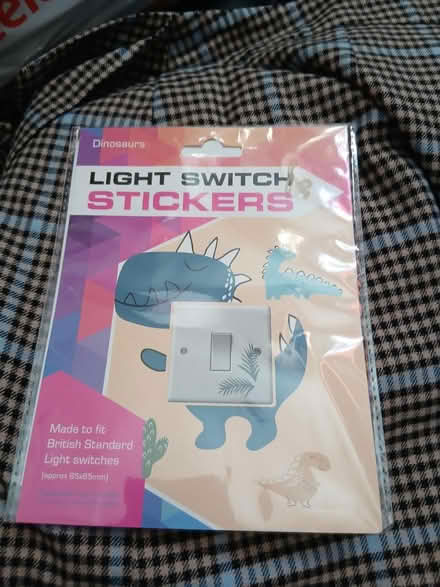 Dinosaurs
LIGHT SWITCH
STICKERS
Made to fit
British Standard
Light switches
(approx 85x85mm)